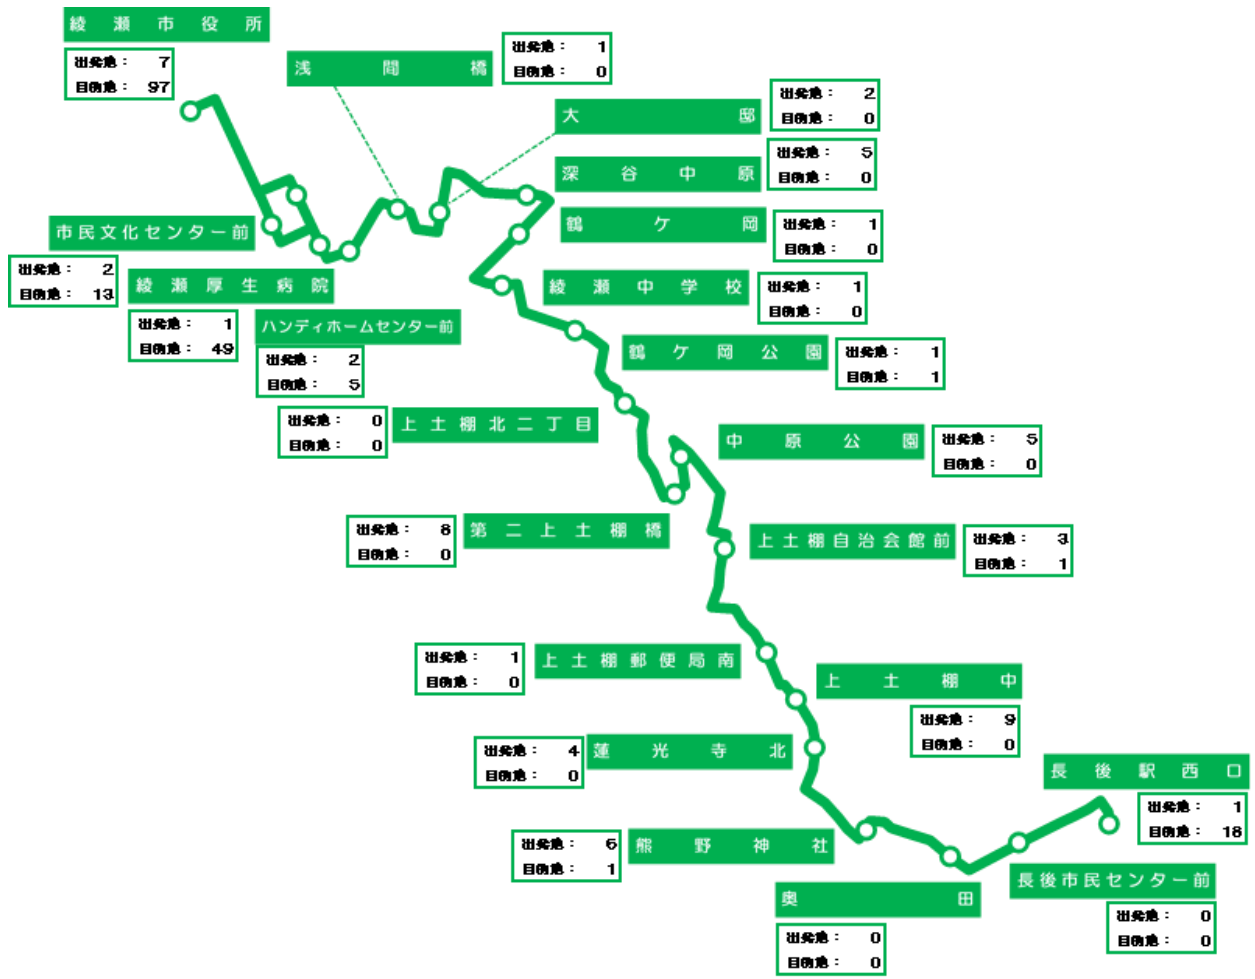 綾瀬市役所
出発地： 7
目的地： 97
浅間橋
出発地： 1
目的地： 0
大邸
出発地： 2
目的地： 0
深谷中原
出発地： 5
目的地： 0
鶴ケ岡
出発地： 1
目的地： 0
市民文化センター前
出発地： 2
目的地： 13
綾瀬厚生病院
出発地： 1
目的地： 49
綾瀬中学校
出発地： 1
目的地： 0
ハンディホームセンター前
出発地： 2
目的地： 5
鶴ケ岡公園
出発地： 1
目的地： 1
上土棚北二丁目
出発地： 0
目的地： 0
中原公園
出発地： 5
目的地： 0
第二上土棚橋
出発地： 8
目的地： 0
上土棚自治会館前
出発地： 3
目的地： 1
上土棚郵便局南
出発地： 1
目的地： 0
上土棚中
出発地： 9
目的地： 0
蓮光寺北
出発地： 4
目的地： 0
長後駅西口
出発地： 1
目的地： 18
熊野神社
出発地： 6
目的地： 1
長後市民センター前
出発地： 0
目的地： 0
奥田
出発地： 0
目的地： 0